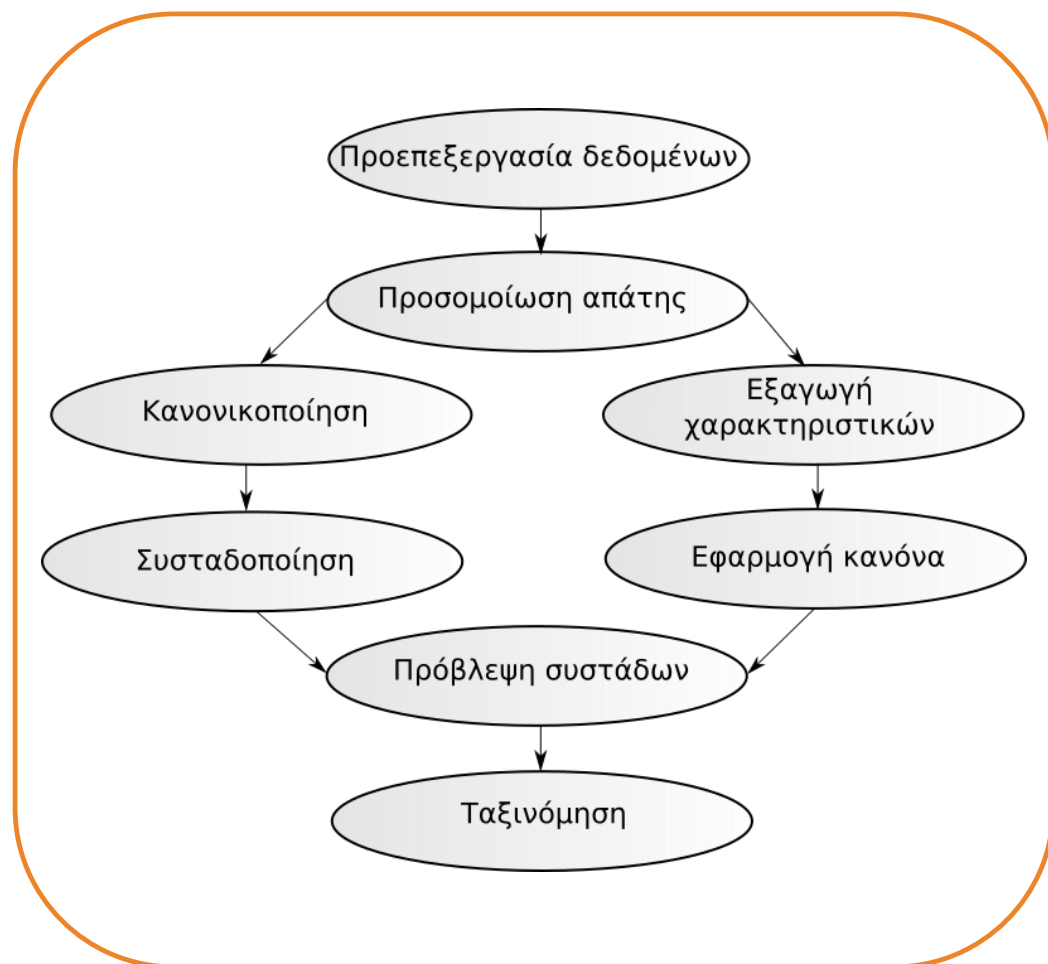 Προεπεξεργασία δεδομένων
Προσομοίωση απάτης
Κανονικοποίηση
Εξαγωγή
χαρακτηριστικών
Συσταδοποίηση
Εφαρμογή κανόνα
Πρόβλεψη συστάδων
Ταξινόμηση